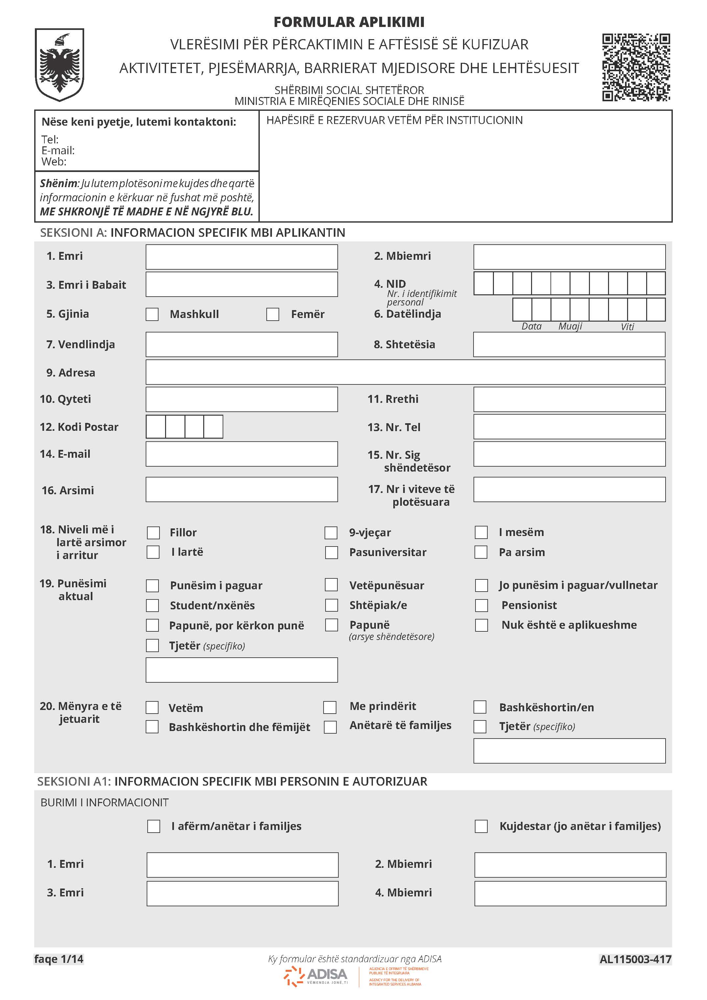 FORMULAR APLIKIMI
VLERËSIMI PËR PËRCAKTIMIN E AFTËSISË SË KUFIZUAR
AKTIVITETET, PJESËMARRJA, BARRIERAT MJEDISORE DHE LEHTËSUESIT
SHËRBIMI SOCIAL SHTETËROR
MINISTRIA E MIRËQENIES SOCIALE DHE RINISË
Nëse keni pyetje, lutemi kontaktoni:
Tel:
E-mail:
Web:
Shënim: Ju lutem plotësoni me kujdes dhe qartë
informacionin e kërkuar në fushat më poshtë,
ME SHKRONJË TË MADHE E NË NGJYRË BLU.
HAPËSIRË E REZERVUAR VETËM PËR INSTITUCIONIN
SEKSIONI A: INFORMACION SPECIFIK MBI APLIKANTIN
1. Emri
2. Mbiemri
3. Emri i Babait
4. NID
Nr. i identifikimit
personal
5. Gjinia
Mashkull
Femër
6. Datëlindja
Data Muaji Viti
7. Vendlindja
8. Shtetësia
9. Adresa
10. Qyteti
11. Rrethi
12. Kodi Postar
13. Nr. Tel
14. E-mail
15. Nr. Sig
shëndetësor
16. Arsimi
17. Nr i viteve të
plotësuara
18. Niveli më i
lartë arsimor
i arritur
Fillor
9-vjeçar
I mesëm
I lartë
Pasuniversitar
Pa arsim
19. Punësimi
aktual
Punësim i paguar
Vetëpunësuar
Jo punësim i paguar/vullnetar
Student/nxënës
Shtëpiak/e
Pensionist
Papunë, por kërkon punë
Papunë
(arsye shëndetësore)
Nuk është e aplikueshme
Tjetër (specifiko)
20. Mënyra e të
jetuarit
Vetëm
Me prindërit
Bashkëshortin/en
Bashkëshortin dhe fëmijët
Anëtarë të familjes
Tjetër (specifiko)
SEKSIONI A1: INFORMACION SPECIFIK MBI PERSONIN E AUTORIZUAR
BURIMI I INFORMACIONIT
I afërm/anëtar i familjes
Kujdestar (jo anëtar i familjes)
1. Emri
2. Mbiemri
3. Emri
4. Mbiemri
faqe 1/14
Ky formular është standardizuar nga ADISA
AL115003-417
ADISA
VEMENDJA JONË, TI
AGJENCIA E OFRIMIT TË SHËRBIMEVE
PUBLIKE TË INTEGRUARA
AGENCY FOR THE DELIVERY OF
INTEGRATED SERVICES ALBANIA